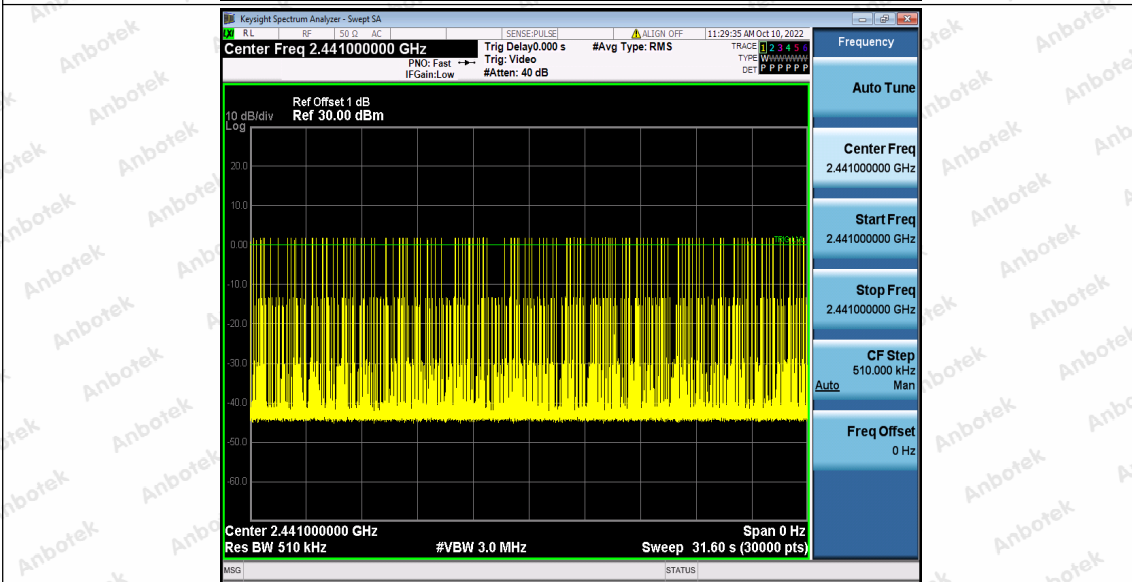 Keysight Spectrum Analyzer - Swept SA
RL RF 50 Ω AC SENSE:PULSE ALIGN OFF 11:29:35 AM Oct 10, 2022
Center Freq 2.441000000 GHz
PNO: Fast
IFGain:Low
Trig Delay0.000 s
Trig: Video
#Atten: 40 dB
#Avg Type: RMS
TRACE 1 2 3 4 5 6
TYPE WWWWWW
DET P P P P P P
Ref Offset 1 dB
10 dB/div Ref 30.00 dBm
Log
20.0
10.0
0.00
-10.0
-20.0
-30.0
-40.0
-50.0
-60.0
Center 2.441000000 GHz Span 0 Hz
Res BW 510 kHz #VBW 3.0 MHz Sweep 31.60 s (30000 pts)
MSG STATUS
Frequency
Auto Tune
Center Freq
2.441000000 GHz
Start Freq
2.441000000 GHz
Stop Freq
2.441000000 GHz
CF Step
510.000 kHz
Auto Man
Freq Offset
0 Hz
Anbotek